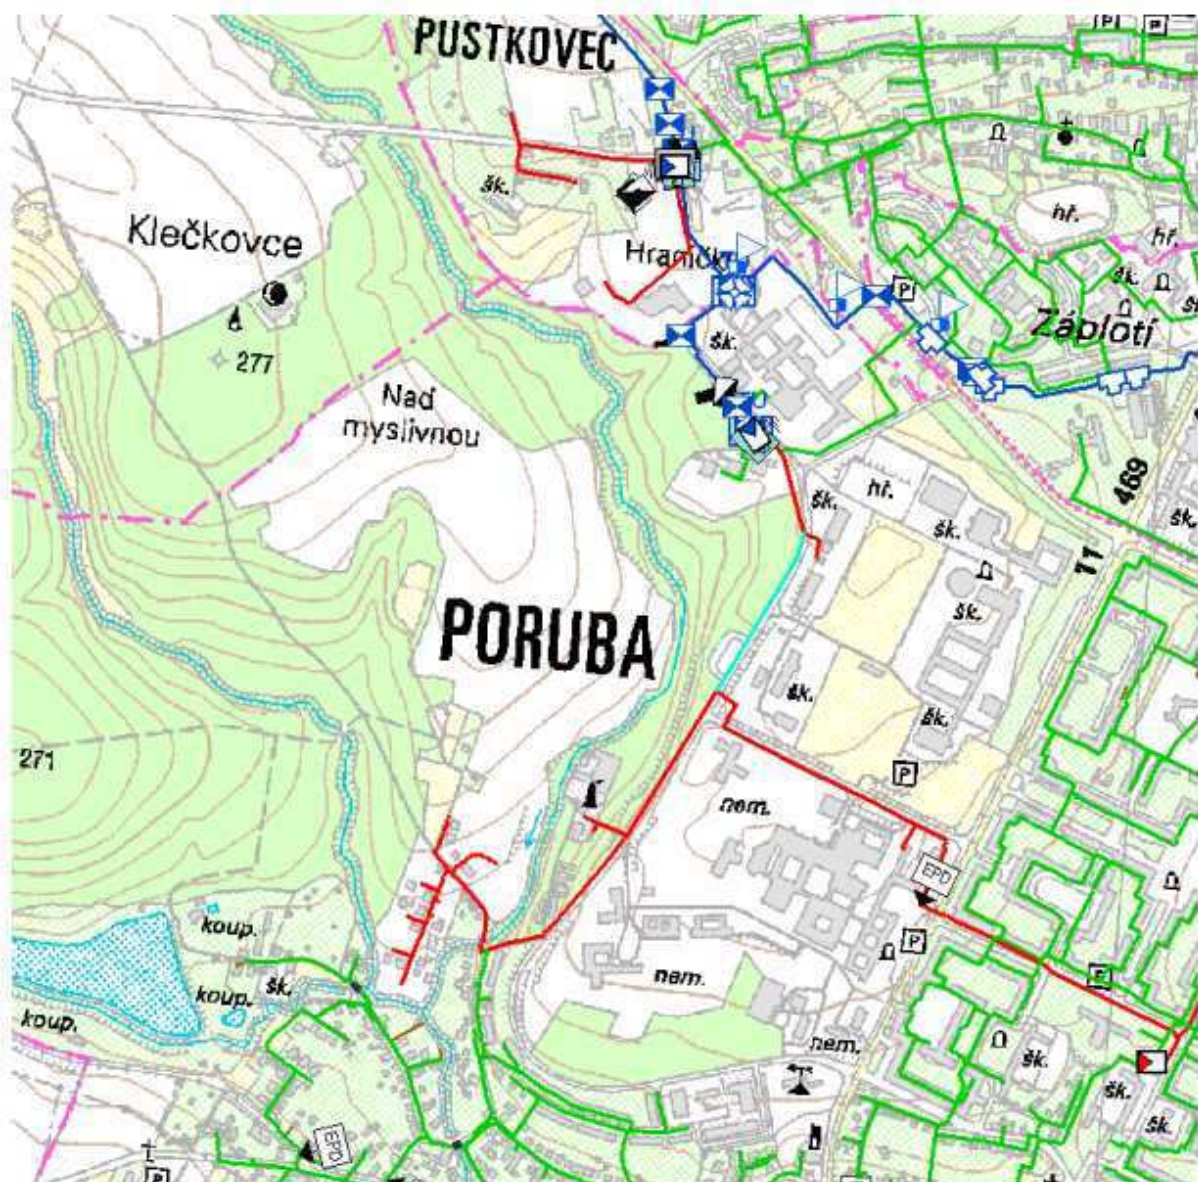 P
P
PUSTKOVEC
šk.
hř.
hř.
Klečkovce
Hraničky
šk.
P
Záplotí
277
šk.
Nad
myslivnou
469
hř.
šk.
šk.
šk.
11
šk.
PORUBA
šk.
šk.
271
šk.
P
nem.
EPD
koup.
P
nem.
P
šk.
koup.
koup.
nem.
šk.
šk.
EPD
šk.
P
P